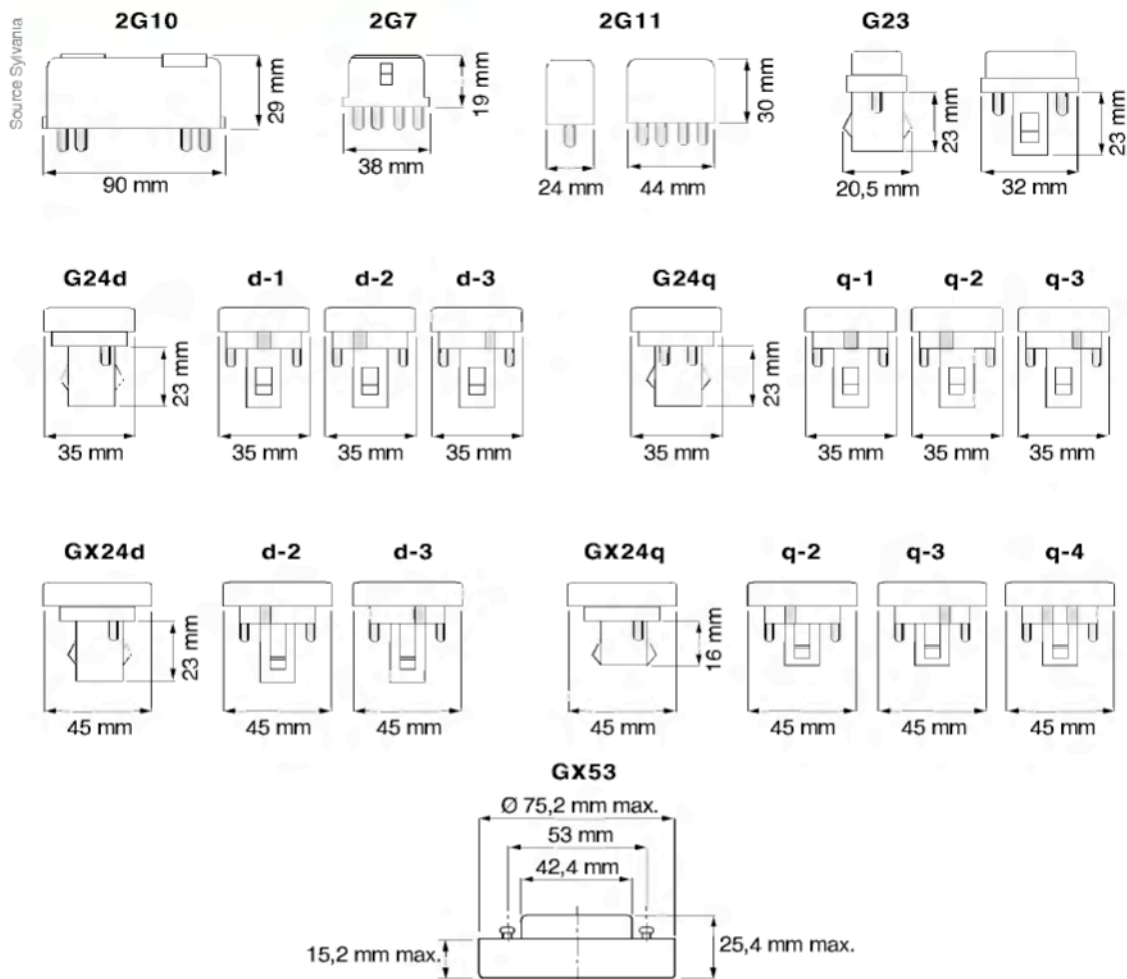 Source Sylvania
2G10
2G7
2G11
G23
29 mm
90 mm
19 mm
38 mm
24 mm
44 mm
30 mm
20,5 mm
23 mm
32 mm
23 mm
G24d
d-1
d-2
d-3
G24q
q-1
q-2
q-3
23 mm
35 mm
35 mm
35 mm
35 mm
23 mm
35 mm
35 mm
35 mm
35 mm
GX24d
d-2
d-3
GX24q
q-2
q-3
q-4
23 mm
45 mm
45 mm
45 mm
16 mm
45 mm
45 mm
45 mm
45 mm
GX53
Ø 75,2 mm max.
53 mm
42,4 mm
15,2 mm max.
25,4 mm max.